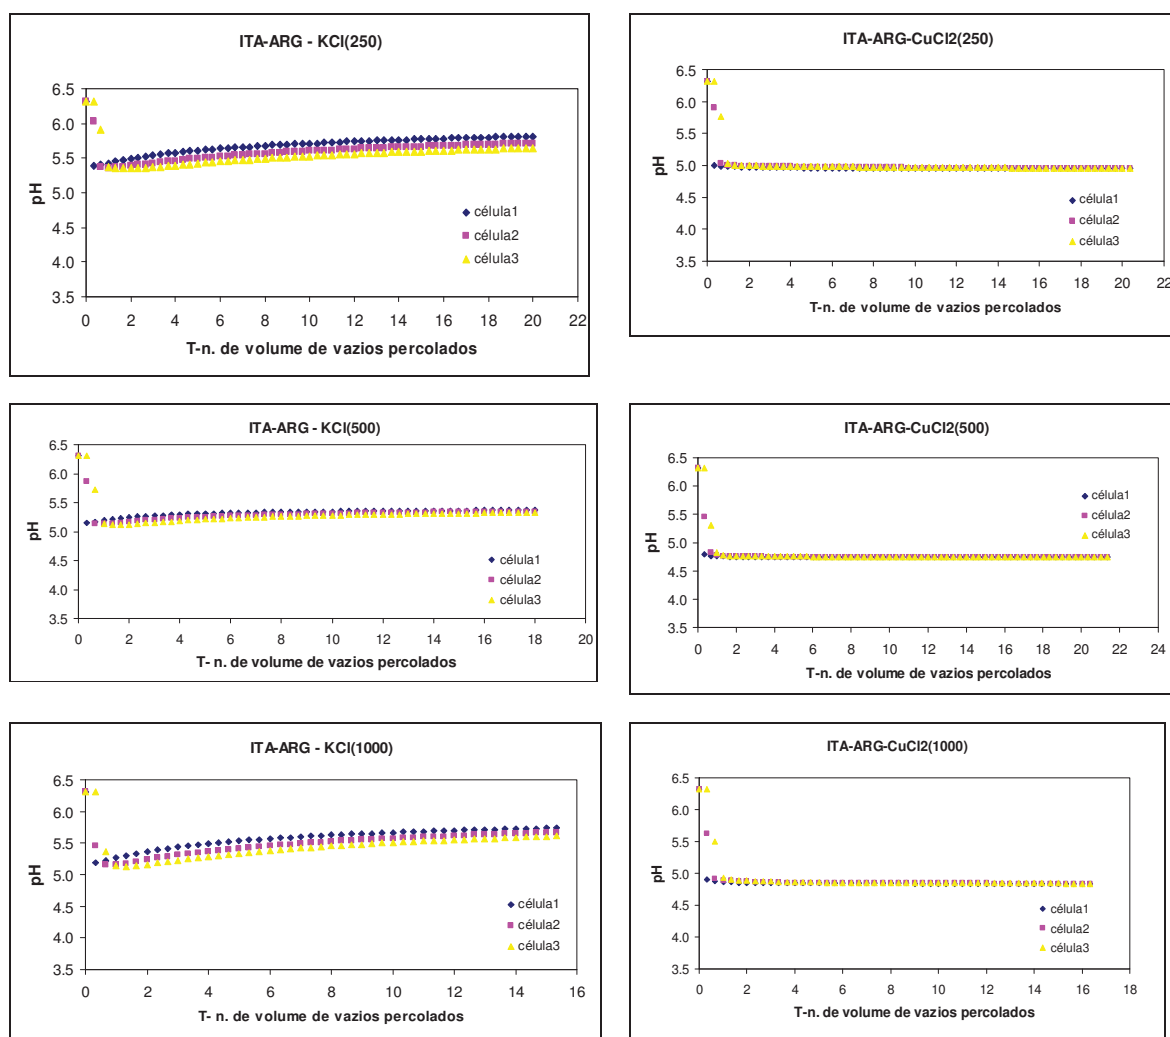 ITA-ARG - KCl(250)
6.5
6.0
5.5
5.0
4.5
4.0
3.5
pH
célula1
célula2
célula3
0 2 4 6 8 10 12 14 16 18 20 22
T-n. de volume de vazios percolados
ITA-ARG-CuCl2(250)
6.5
6.0
5.5
5.0
4.5
4.0
3.5
pH
célula1
célula2
célula3
0 2 4 6 8 10 12 14 16 18 20 22
T-n. de volume de vazios percolados
ITA-ARG - KCl(500)
6.5
6.0
5.5
5.0
4.5
4.0
3.5
pH
célula1
célula2
célula3
0 2 4 6 8 10 12 14 16 18 20
T- n. de volume de vazios percolados
ITA-ARG-CuCl2(500)
6.5
6.0
5.5
5.0
4.5
4.0
3.5
pH
célula1
célula2
célula3
0 2 4 6 8 10 12 14 16 18 20 22 24
T- n. de volume de vazios percolados
ITA-ARG - KCl(1000)
6.5
6.0
5.5
5.0
4.5
4.0
3.5
pH
célula1
célula2
célula3
0 2 4 6 8 10 12 14 16
T- n. de volume de vazios percolados
ITA-ARG-CuCl2(1000)
6.5
6.0
5.5
5.0
4.5
4.0
3.5
pH
célula1
célula2
célula3
0 2 4 6 8 10 12 14 16 18
T- n. de volume de vazios percolados